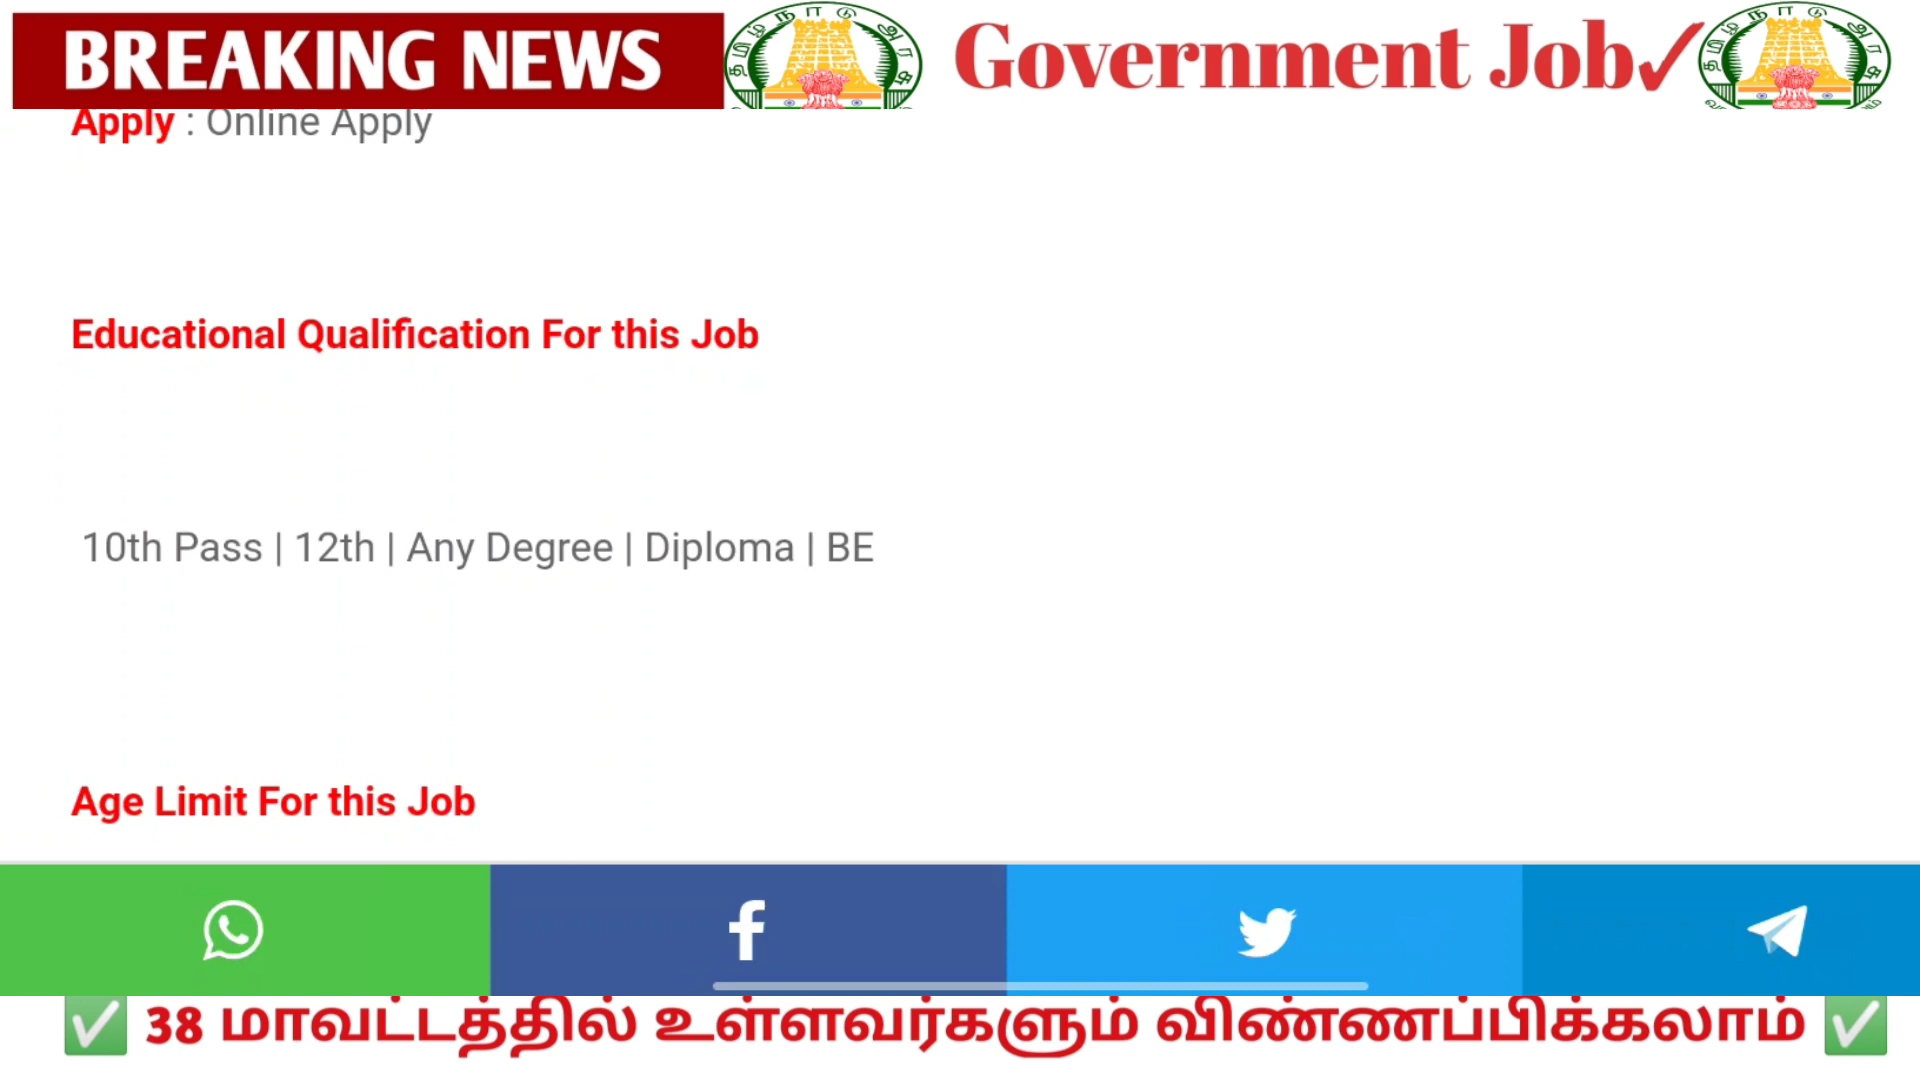 BREAKING NEWS
Government Job✓
Apply : Online Apply
Educational Qualification For this Job
10th Pass | 12th | Any Degree | Diploma | BE
Age Limit For this Job
✅ 38 மாவட்டத்தில் உள்ளவர்களும் விண்ணப்பிக்கலாம் ✅